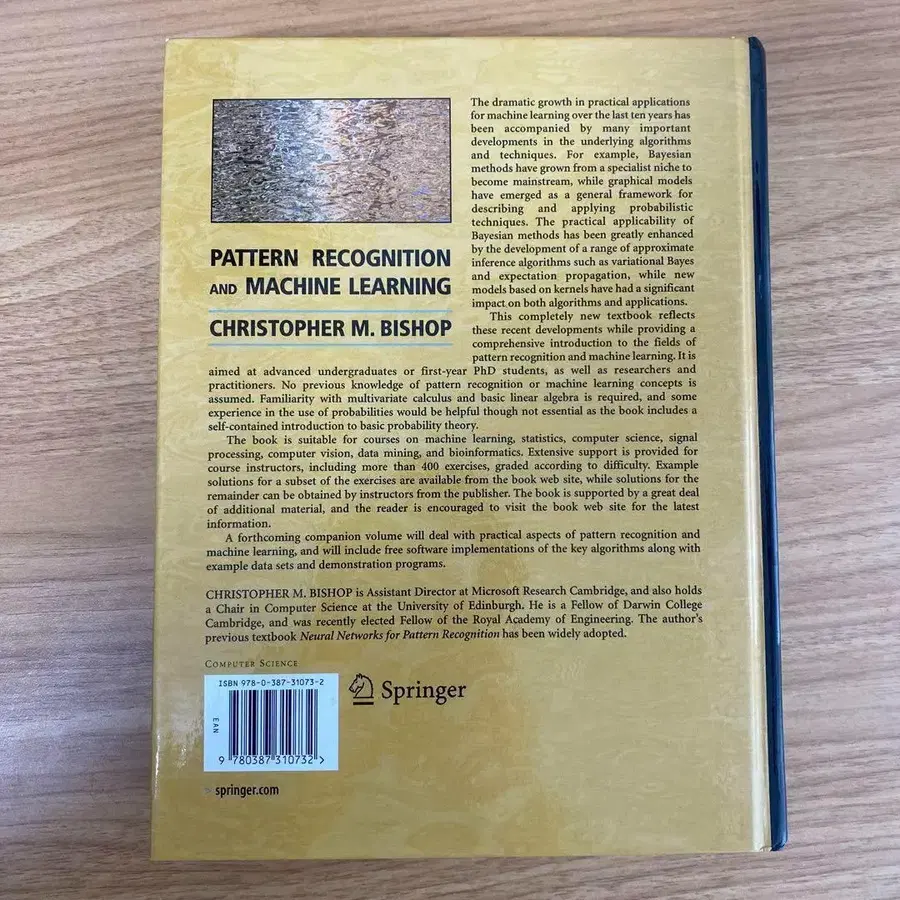 The dramatic growth in practical applications
for machine learning over the last ten years has
been accompanied by many important
developments in the underlying algorithms
and techniques. For example, Bayesian
methods have grown from a specialist niche to
become mainstream, while graphical models
have emerged as a general framework for
describing and applying probabilistic
techniques. The practical applicability of
Bayesian methods has been greatly enhanced
by the development of a range of approximate
inference algorithms such as variational Bayes
and expectation propagation, while new
models based on kernels have had a significant
impact on both algorithms and applications.
This completely new textbook reflects
these recent developments while providing a
comprehensive introduction to the fields of
pattern recognition and machine learning. It is
aimed at advanced undergraduates or first-year PhD students, as well as researchers and
practitioners. No previous knowledge of pattern recognition or machine learning concepts is
assumed. Familiarity with multivariate calculus and basic linear algebra is required, and some
experience in the use of probabilities would be helpful though not essential as the book includes a
self-contained introduction to basic probability theory.
The book is suitable for courses on machine learning, statistics, computer science, signal
processing, computer vision, data mining, and bioinformatics. Extensive support is provided for
course instructors, including more than 400 exercises, graded according to difficulty. Example
solutions for a subset of the exercises are available from the book web site, while solutions for the
remainder can be obtained by instructors from the publisher. The book is supported by a great deal
of additional material, and the reader is encouraged to visit the book web site for the latest
information.
A forthcoming companion volume will deal with practical aspects of pattern recognition and
machine learning, and will include free software implementations of the key algorithms along with
example data sets and demonstration programs.
PATTERN RECOGNITION
AND MACHINE LEARNING
CHRISTOPHER M. BISHOP
CHRISTOPHER M. BISHOP is Assistant Director at Microsoft Research Cambridge, and also holds
a Chair in Computer Science at the University of Edinburgh. He is a Fellow of Darwin College
Cambridge, and was recently elected Fellow of the Royal Academy of Engineering. The author's
previous textbook Neural Networks for Pattern Recognition has been widely adopted.
COMPUTER SCIENCE
ISBN 978-0-387-31073-2
EAN
9 780387 310732 >
Springer
springer.com